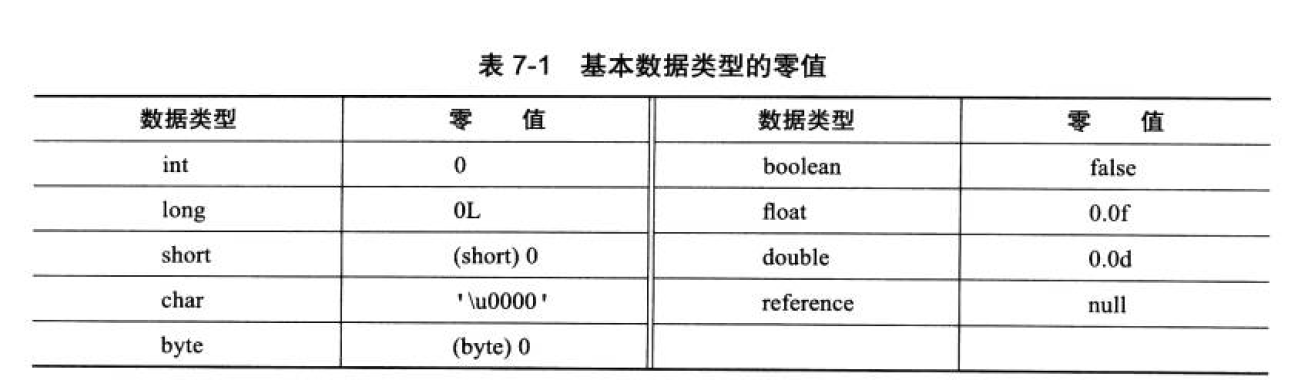 表 7-1 基本数据类型的零值
数据类型 零 值 数据类型 零 值
int 0 boolean false
long 0L float 0.0f
short (short) 0 double 0.0d
char '\u0000' reference null
byte (byte) 0